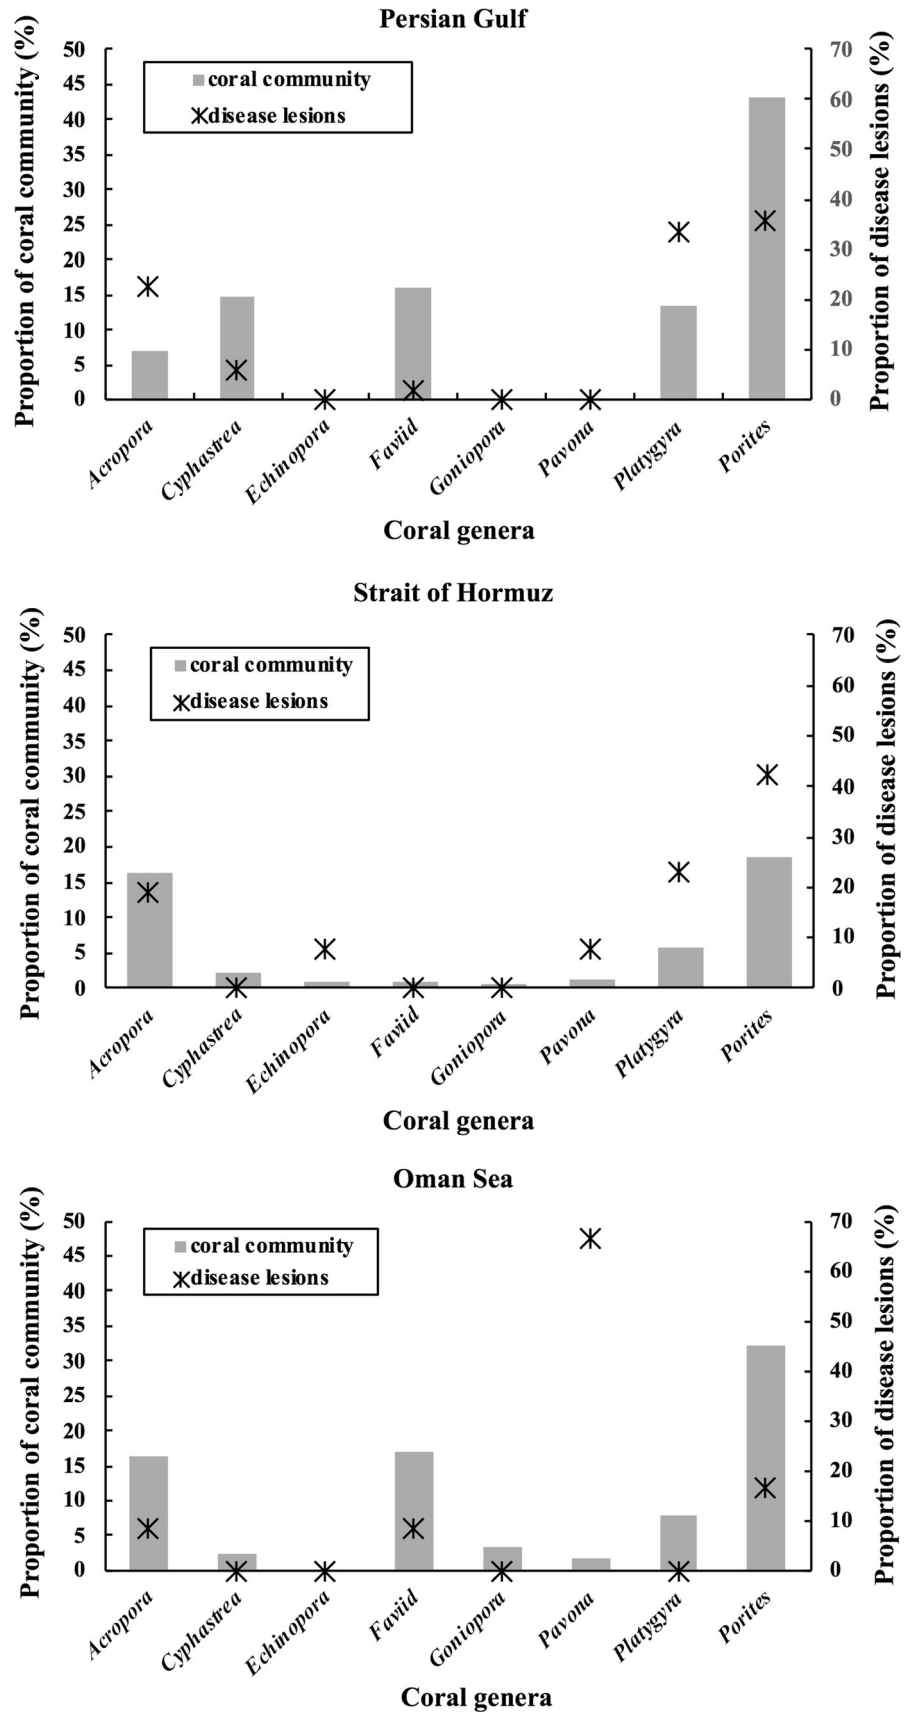 Persian Gulf
Proportion of coral community (%)
50
45
40
35
30
25
20
15
10
5
0
coral community
disease lesions
70
60
50
40
30
20
10
0
Proportion of disease lesions (%)
Acropora
Cyphastrea
Echinopora
Faviid
Goniopora
Pavona
Platygyra
Porites
Coral genera
Strait of Hormuz
Proportion of coral community (%)
50
45
40
35
30
25
20
15
10
5
0
coral community
disease lesions
70
60
50
40
30
20
10
0
Proportion of disease lesions (%)
Acropora
Cyphastrea
Echinopora
Faviid
Goniopora
Pavona
Platygyra
Porites
Coral genera
Oman Sea
Proportion of coral community (%)
50
45
40
35
30
25
20
15
10
5
0
coral community
disease lesions
70
60
50
40
30
20
10
0
Proportion of disease lesions (%)
Acropora
Cyphastrea
Echinopora
Faviid
Goniopora
Pavona
Platygyra
Porites
Coral genera